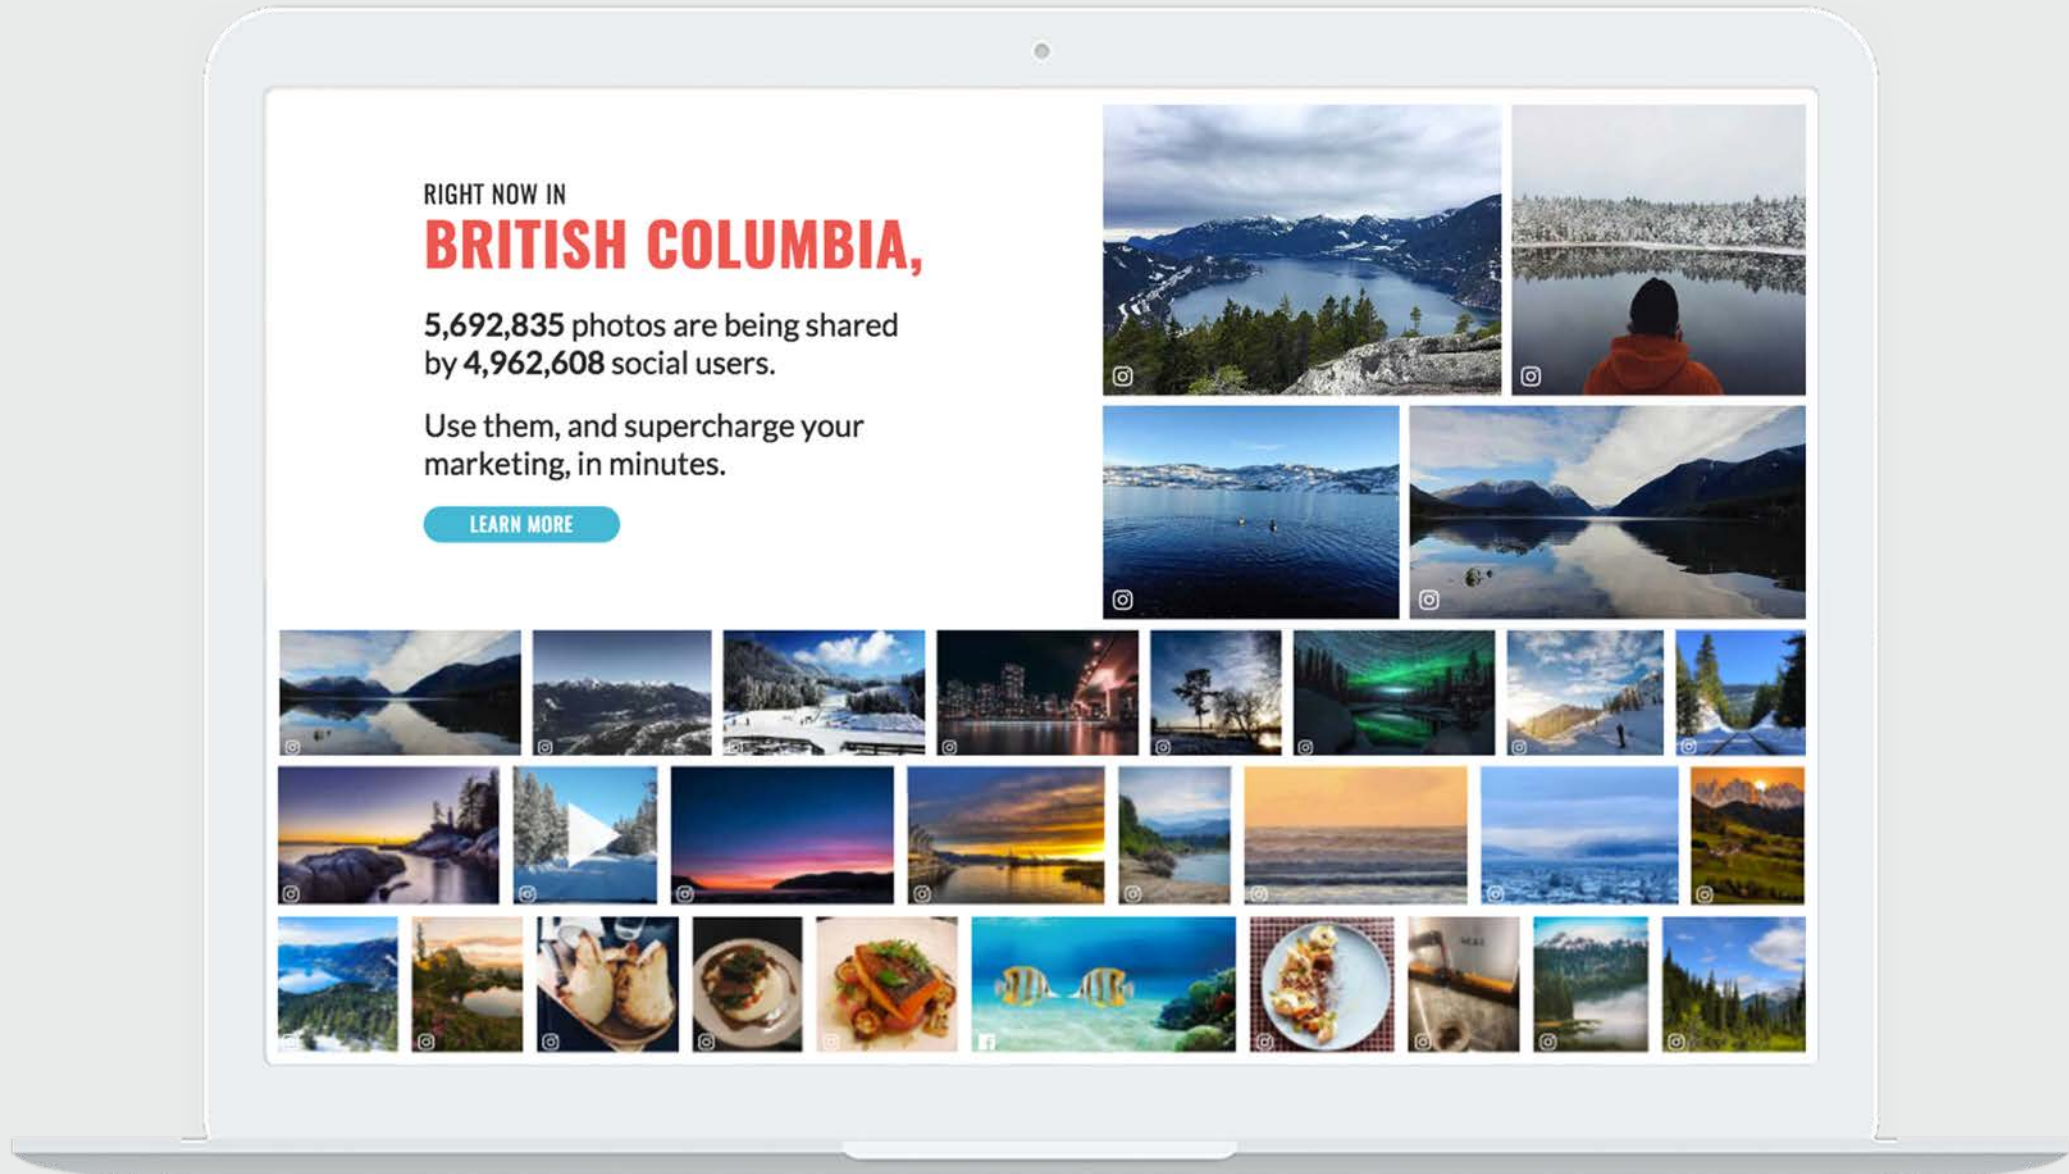 RIGHT NOW IN
BRITISH COLUMBIA,
5,692,835 photos are being shared
by 4,962,608 social users.
Use them, and supercharge your
marketing, in minutes.
LEARN MORE